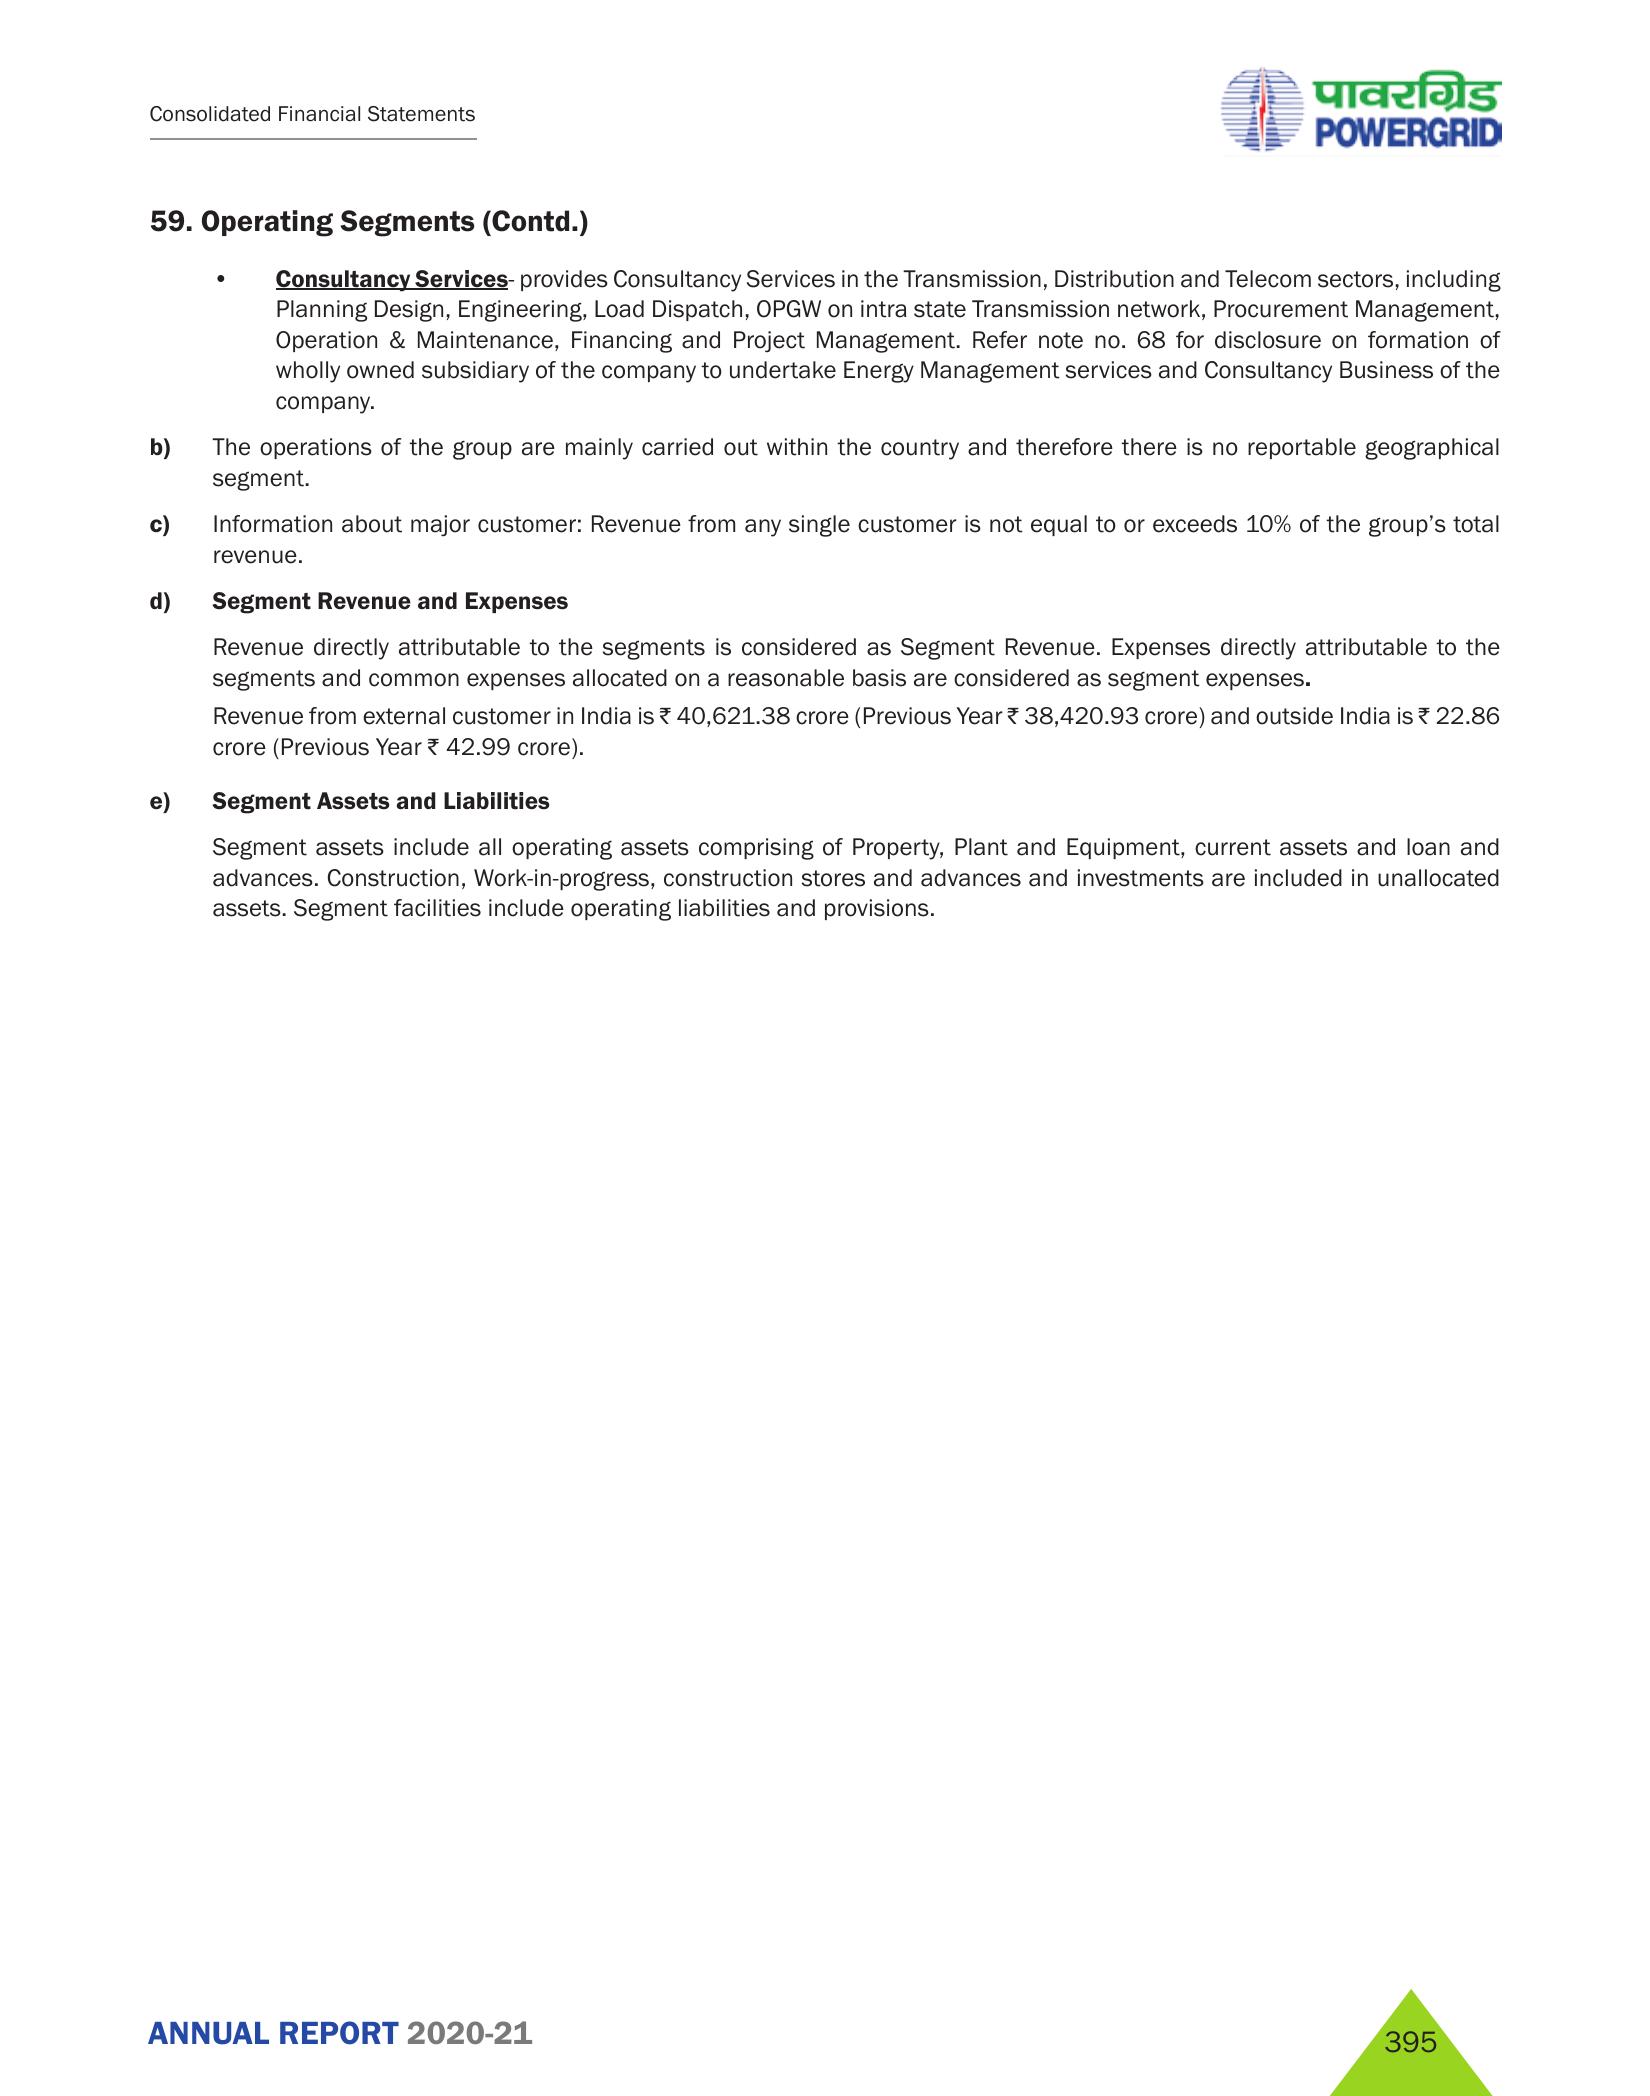 Consolidated Financial Statements
पावरग्रिड
POWERGRID
59. Operating Segments (Contd.)
• Consultancy Services- provides Consultancy Services in the Transmission, Distribution and Telecom sectors, including
Planning Design, Engineering, Load Dispatch, OPGW on intra state Transmission network, Procurement Management,
Operation & Maintenance, Financing and Project Management. Refer note no. 68 for disclosure on formation of
wholly owned subsidiary of the company to undertake Energy Management services and Consultancy Business of the
company.
b) The operations of the group are mainly carried out within the country and therefore there is no reportable geographical
segment.
c) Information about major customer: Revenue from any single customer is not equal to or exceeds 10% of the group’s total
revenue.
d) Segment Revenue and Expenses
Revenue directly attributable to the segments is considered as Segment Revenue. Expenses directly attributable to the
segments and common expenses allocated on a reasonable basis are considered as segment expenses.
Revenue from external customer in India is ₹ 40,621.38 crore (Previous Year ₹ 38,420.93 crore) and outside India is ₹ 22.86
crore (Previous Year ₹ 42.99 crore).
e) Segment Assets and Liabilities
Segment assets include all operating assets comprising of Property, Plant and Equipment, current assets and loan and
advances. Construction, Work-in-progress, construction stores and advances and investments are included in unallocated
assets. Segment facilities include operating liabilities and provisions.
ANNUAL REPORT 2020-21
395